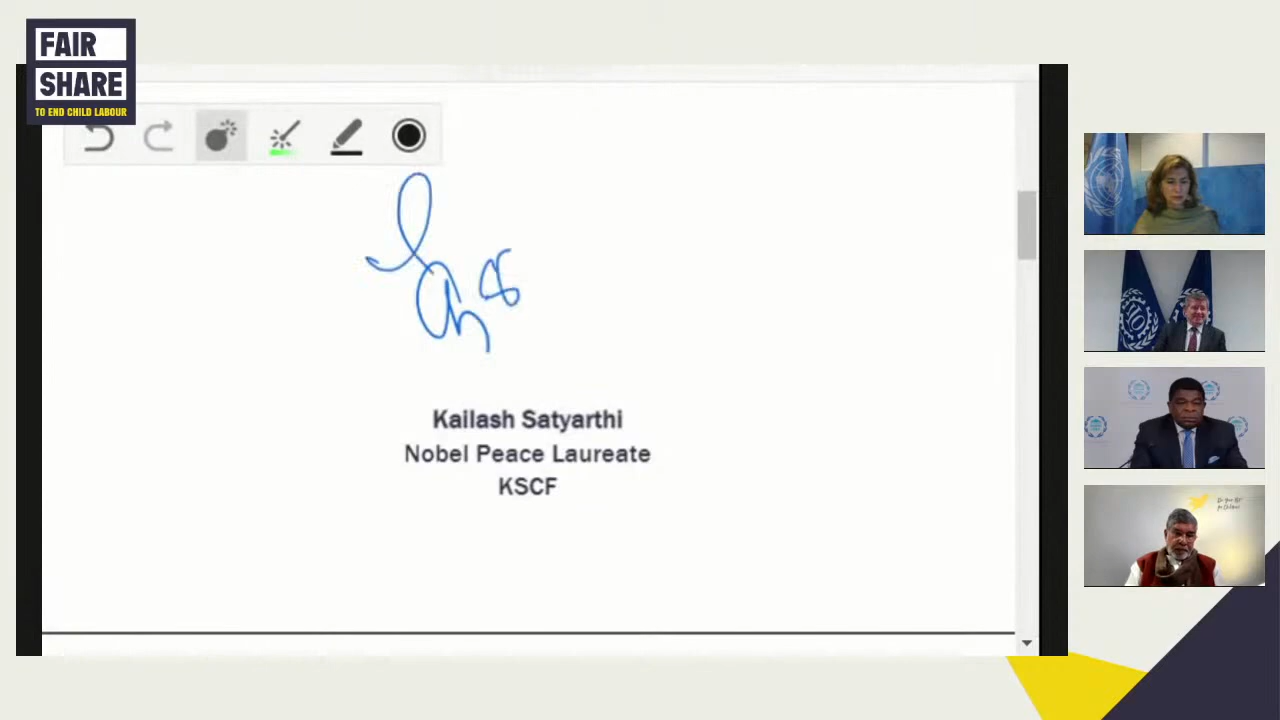 FAIR
SHARE
TO END CHILD LABOUR
Kailash Satyarthi
Nobel Peace Laureate
KSCF